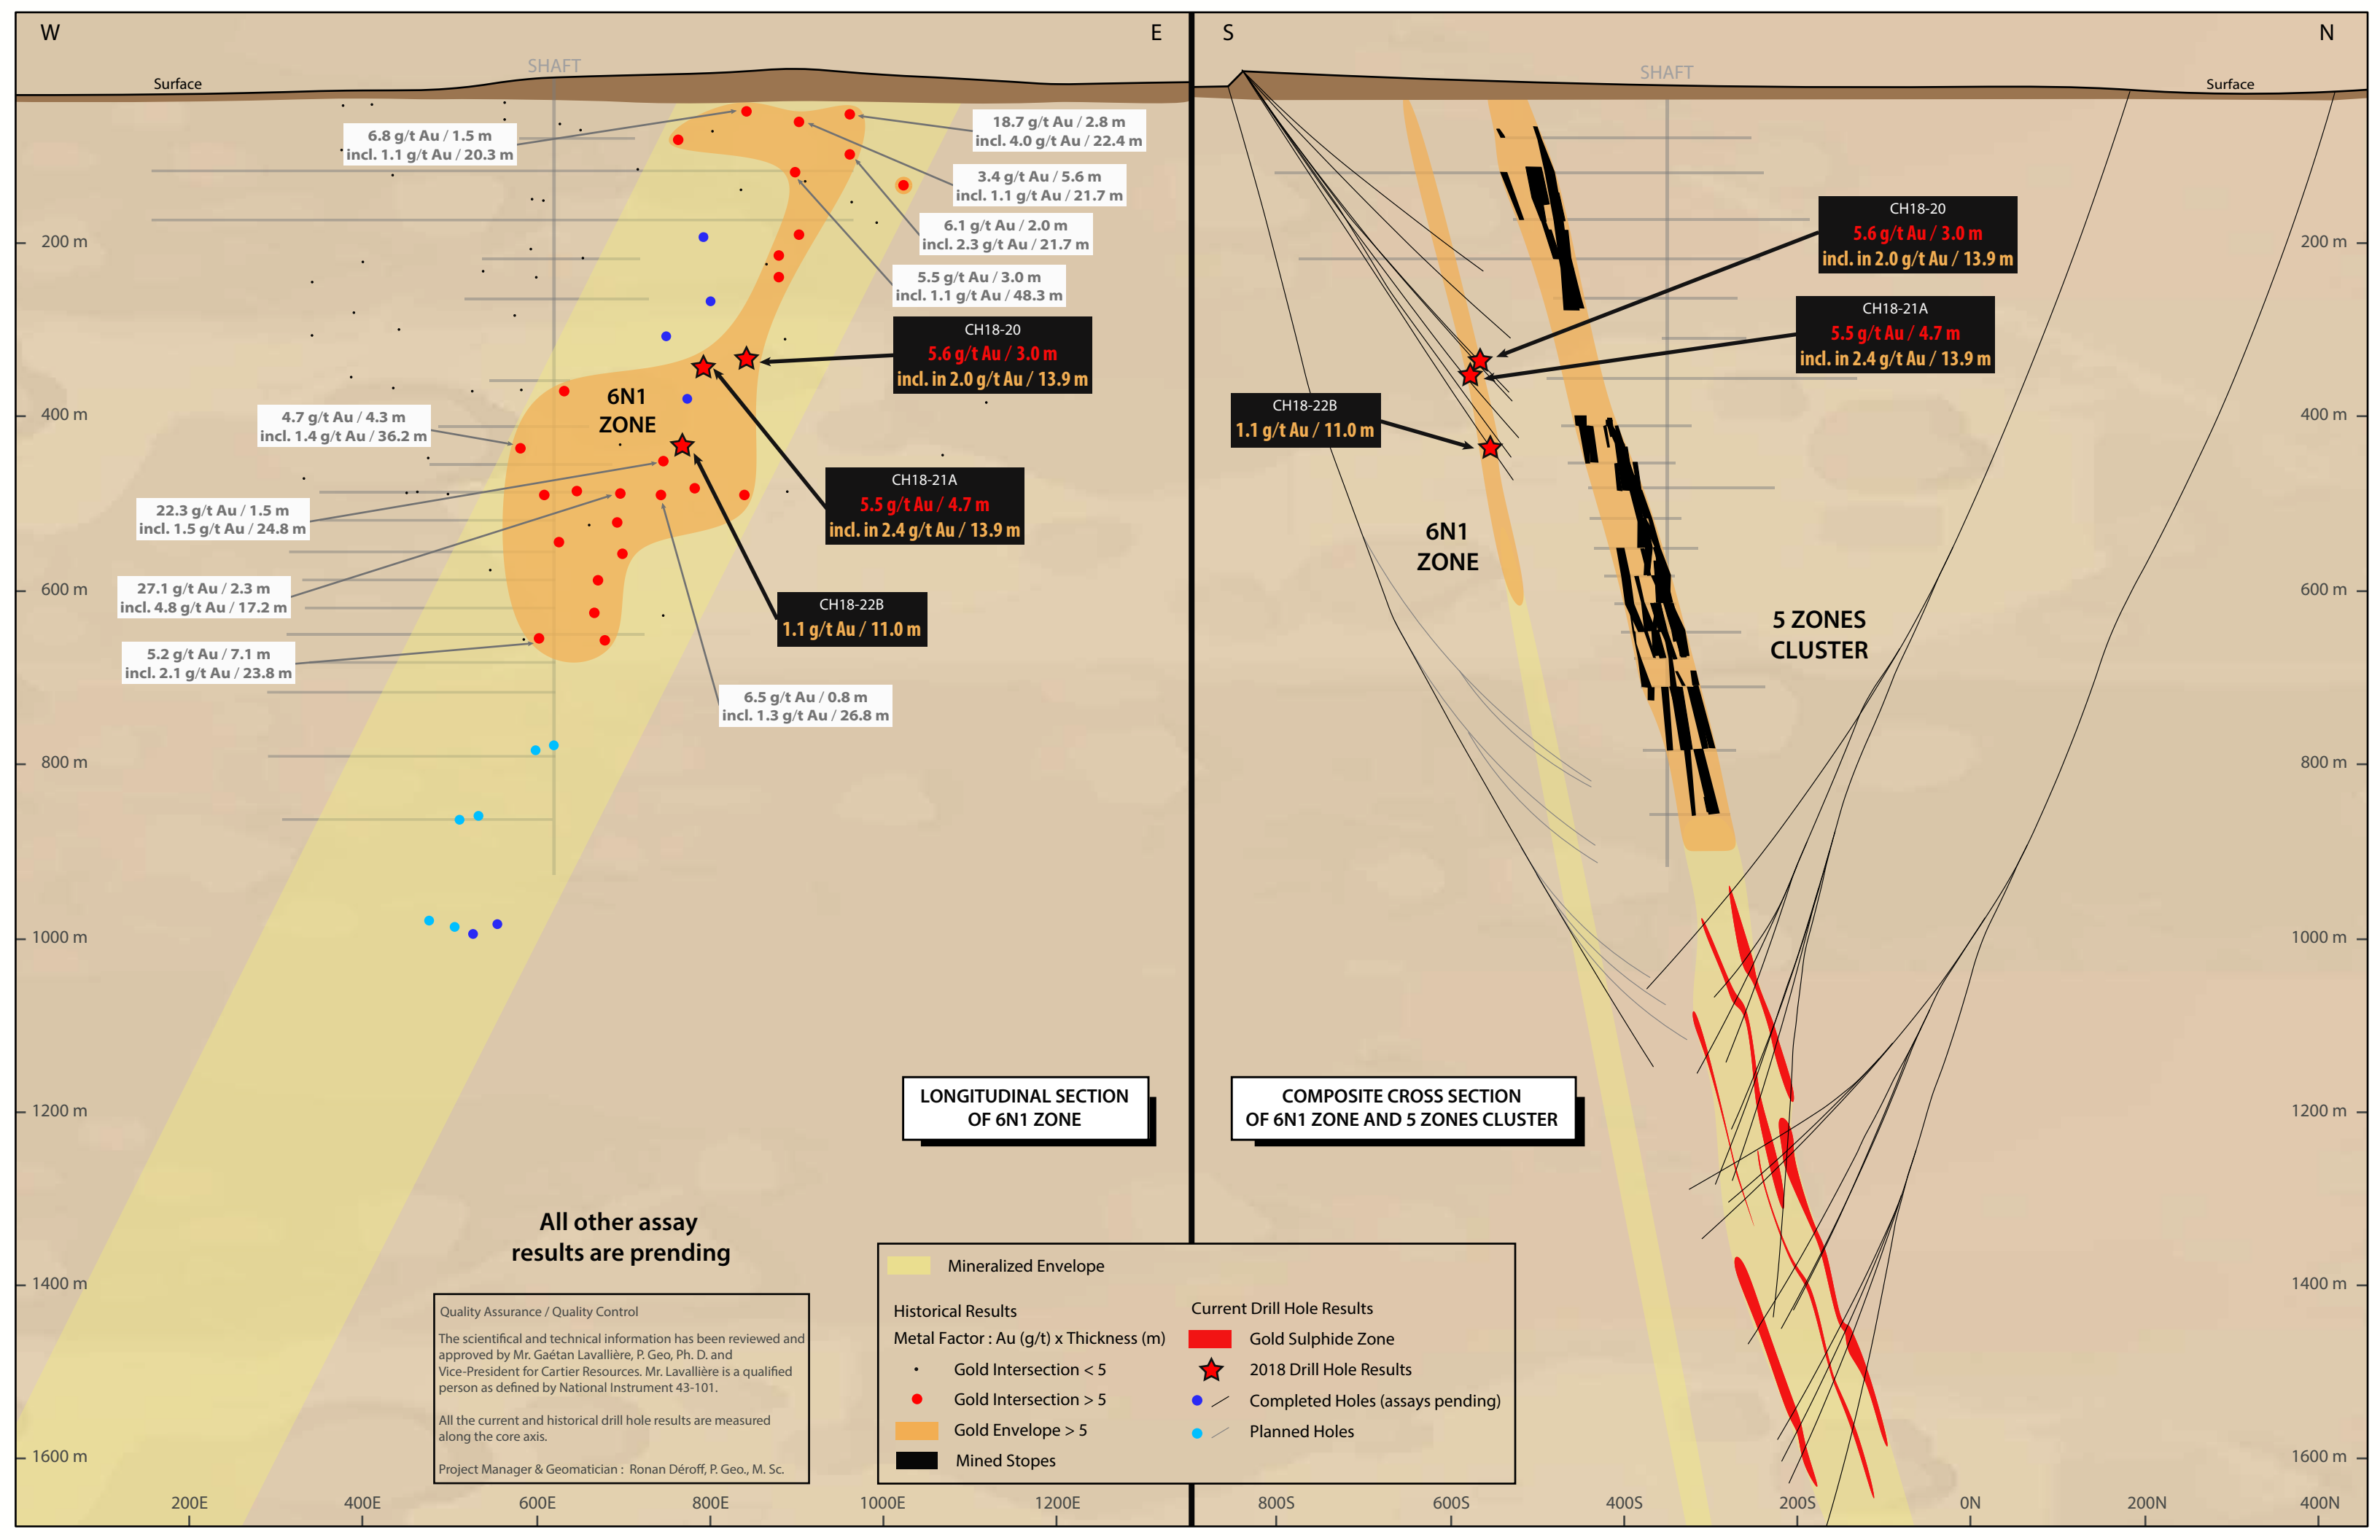 W
E
SHAFT
Surface
6.8 g/t Au / 1.5 m
incl. 1.1 g/t Au / 20.3 m
18.7 g/t Au / 2.8 m
incl. 4.0 g/t Au / 22.4 m
3.4 g/t Au / 5.6 m
incl. 1.1 g/t Au / 21.7 m
6.1 g/t Au / 2.0 m
incl. 2.3 g/t Au / 21.7 m
200 m
5.5 g/t Au / 3.0 m
incl. 1.1 g/t Au / 48.3 m
CH18-20
5.6 g/t Au / 3.0 m
incl. in 2.0 g/t Au / 13.9 m
6N1
ZONE
400 m
4.7 g/t Au / 4.3 m
incl. 1.4 g/t Au / 36.2 m
CH18-21A
5.5 g/t Au / 4.7 m
incl. in 2.4 g/t Au / 13.9 m
22.3 g/t Au / 1.5 m
incl. 1.5 g/t Au / 24.8 m
27.1 g/t Au / 2.3 m
incl. 4.8 g/t Au / 17.2 m
600 m
CH18-22B
1.1 g/t Au / 11.0 m
5.2 g/t Au / 7.1 m
incl. 2.1 g/t Au / 23.8 m
6.5 g/t Au / 0.8 m
incl. 1.3 g/t Au / 26.8 m
800 m
1000 m
LONGITUDINAL SECTION
OF 6N1 ZONE
1200 m
All other assay
results are prending
1400 m
Quality Assurance / Quality Control
The scientifical and technical information has been reviewed and
approved by Mr. Gaétan Lavallière, P. Geo, Ph. D. and
Vice-President for Cartier Resources. Mr. Lavallière is a qualified
person as defined by National Instrument 43-101.
All the current and historical drill hole results are measured
along the core axis.
Project Manager & Geomatician : Ronan Déroff, P. Geo., M. Sc.
1600 m
200E
400E
600E
800E
1000E
1200E
S
N
SHAFT
Surface
CH18-20
5.6 g/t Au / 3.0 m
incl. in 2.0 g/t Au / 13.9 m
200 m
CH18-21A
5.5 g/t Au / 4.7 m
incl. in 2.4 g/t Au / 13.9 m
CH18-22B
1.1 g/t Au / 11.0 m
400 m
6N1
ZONE
600 m
5 ZONES
CLUSTER
800 m
1000 m
COMPOSITE CROSS SECTION
OF 6N1 ZONE AND 5 ZONES CLUSTER
1200 m
1400 m
1600 m
800S
600S
400S
200S
0N
200N
400N
Mineralized Envelope
Historical Results
Metal Factor : Au (g/t) x Thickness (m)
Gold Intersection < 5
Gold Intersection > 5
Gold Envelope > 5
Mined Stopes
Current Drill Hole Results
Gold Sulphide Zone
2018 Drill Hole Results
Completed Holes (assays pending)
Planned Holes